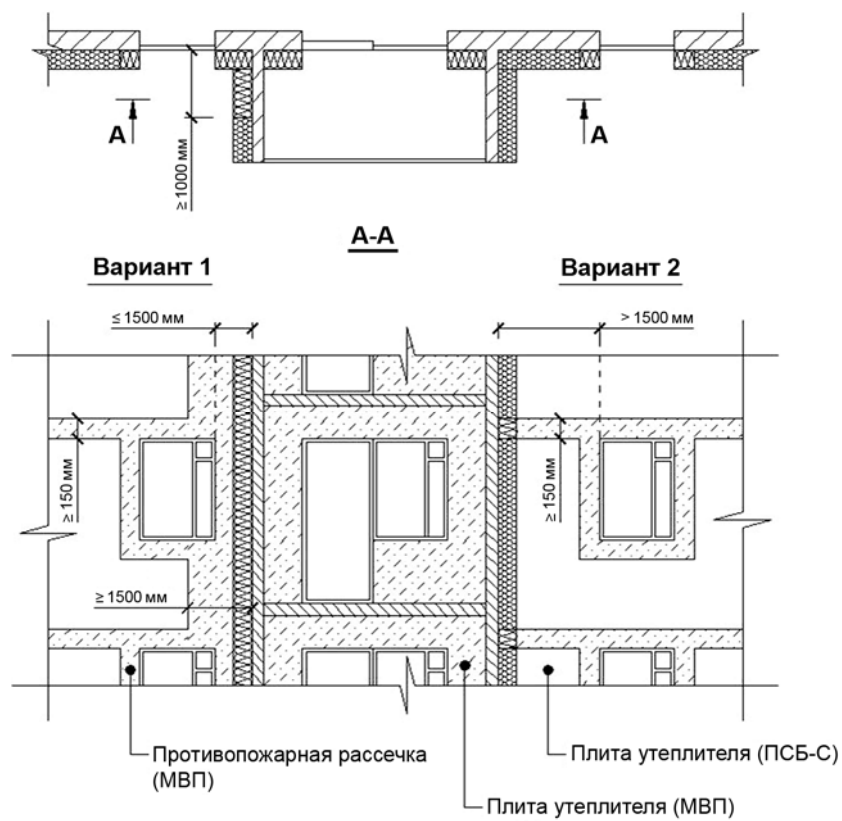 А
А
≥ 1000 мм
А-А
Вариант 1
Вариант 2
≤ 1500 мм
> 1500 мм
≥ 150 мм
≥ 150 мм
≥ 1500 мм
Противопожарная рассечка
(МВП)
Плита утеплителя (ПСБ-С)
Плита утеплителя (МВП)